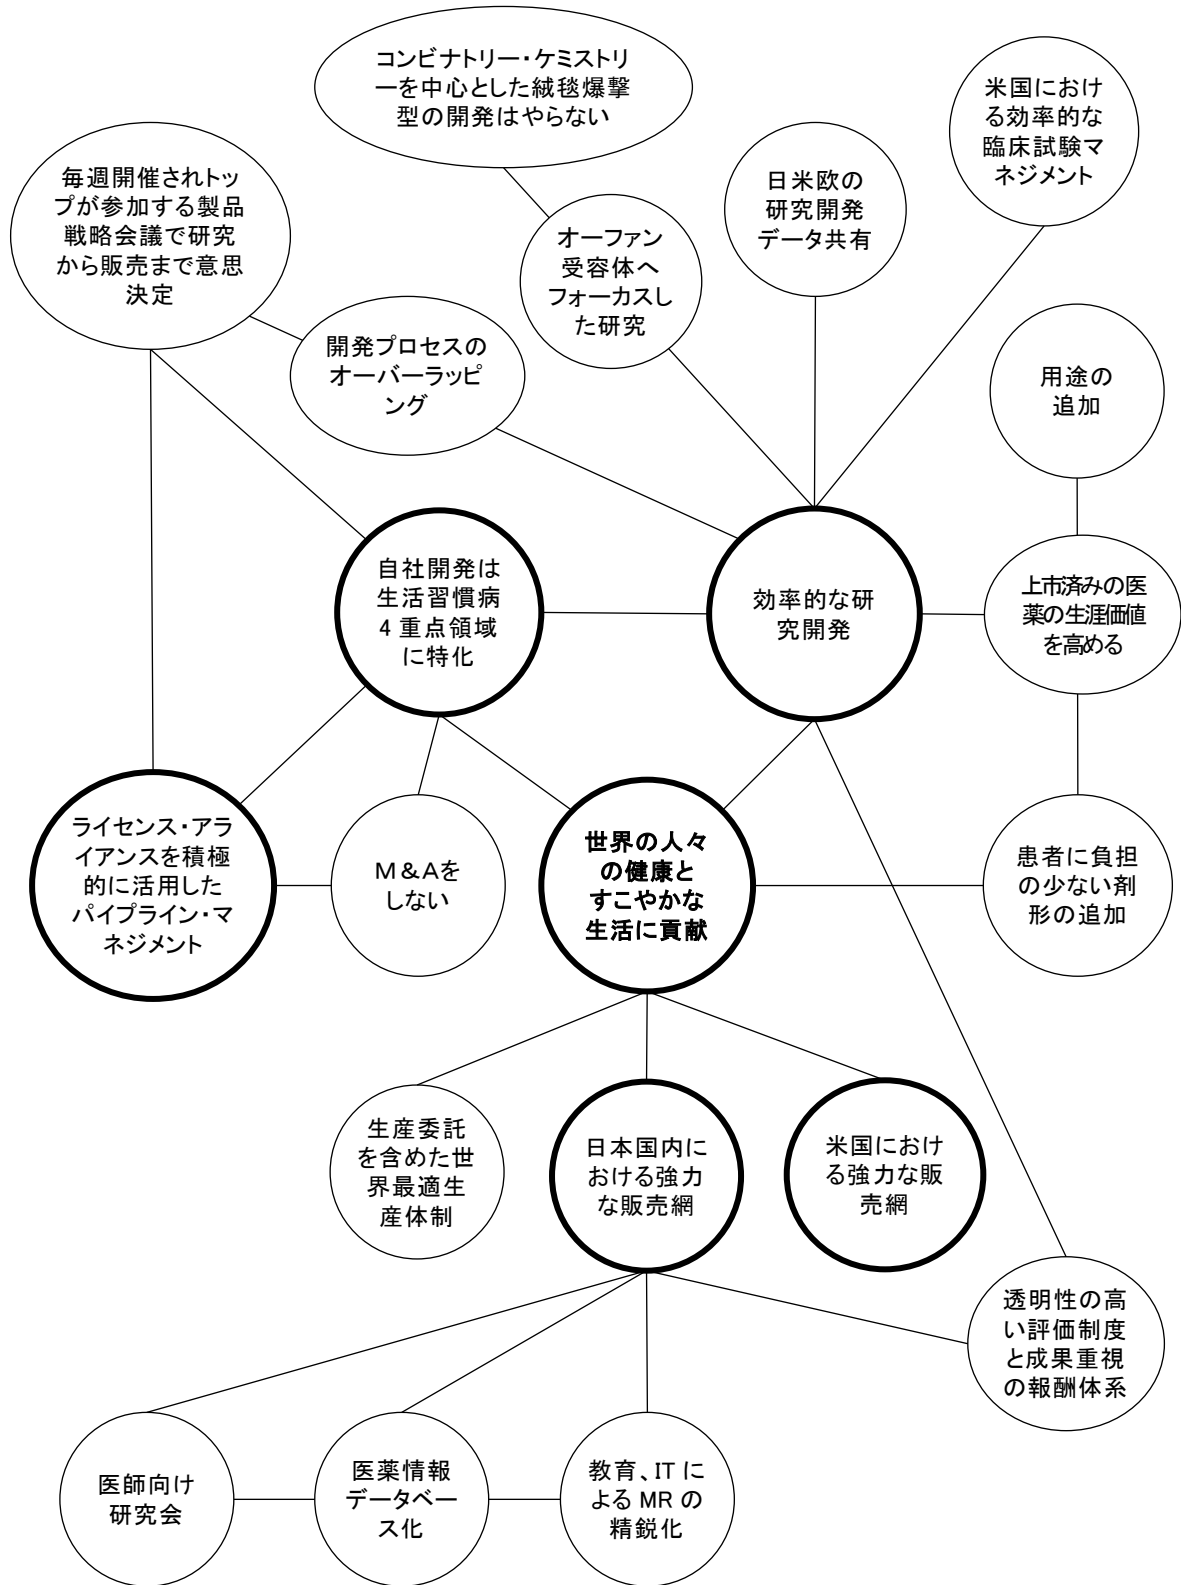 コンビナトリー・ケミストリ
ーを中心とした絨毯爆撃
型の開発はやらない
米国におけ
る効率的な
臨床試験マ
ネジメント
毎週開催されトッ
プが参加する製品
戦略会議で研究
から販売まで意思
決定
日米欧の
研究開発
データ共有
オーファン
受容体へ
フォーカスし
た研究
開発プロセスの
オーバーラッピ
ング
用途の
追加
自社開発は
生活習慣病
4 重点領域
に特化
効率的な研
究開発
上市済みの医
薬の生涯価値
を高める
ライセンス・アラ
イアンスを積極
的に活用した
パイプライン・マ
ネジメント
M&Aを
しない
世界の人々
の健康と
すこやかな
生活に貢献
患者に負担
の少ない剤
形の追加
生産委託
を含めた世
界最適生
産体制
日本国内に
おける強力
な販売網
米国におけ
る強力な販
売網
透明性の高
い評価制度
と成果重視
の報酬体系
医師向け
研究会
医薬情報
データベー
ス化
教育、IT に
よる MR の
精鋭化